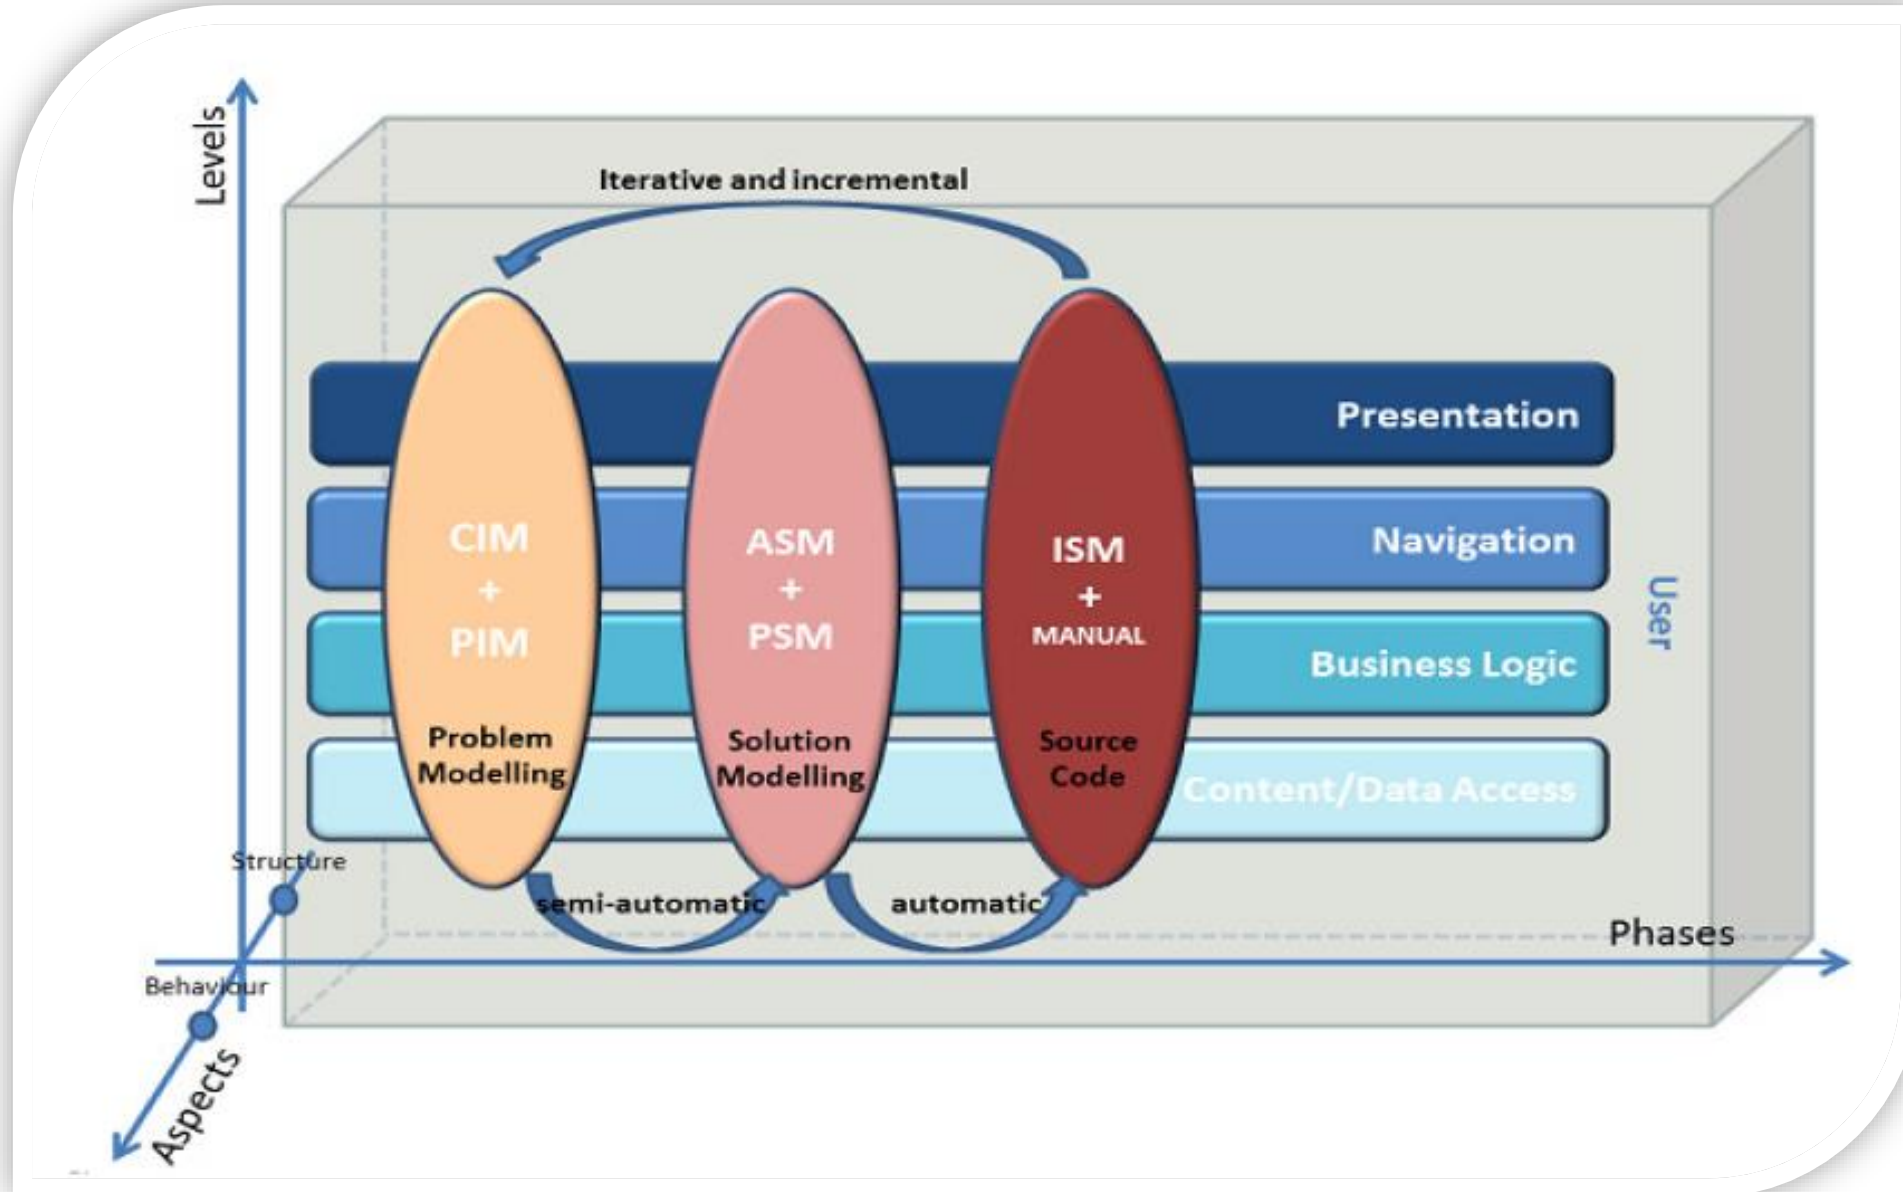 Levels
Iterative and incremental
Presentation
Navigation
Business Logic
Content/Data Access
User
CIM
+
PIM
Problem
Modelling
ASM
+
PSM
Solution
Modelling
ISM
+
MANUAL
Source
Code
semi-automatic
automatic
Structure
Phases
Behaviour
Aspects